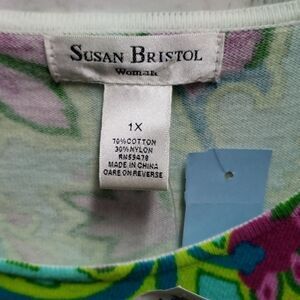 SUSAN BRISTOL
Woman
1X
70%COTTON
30%NYLON
RN59478
MADE IN CHINA
CARE ON REVERSE